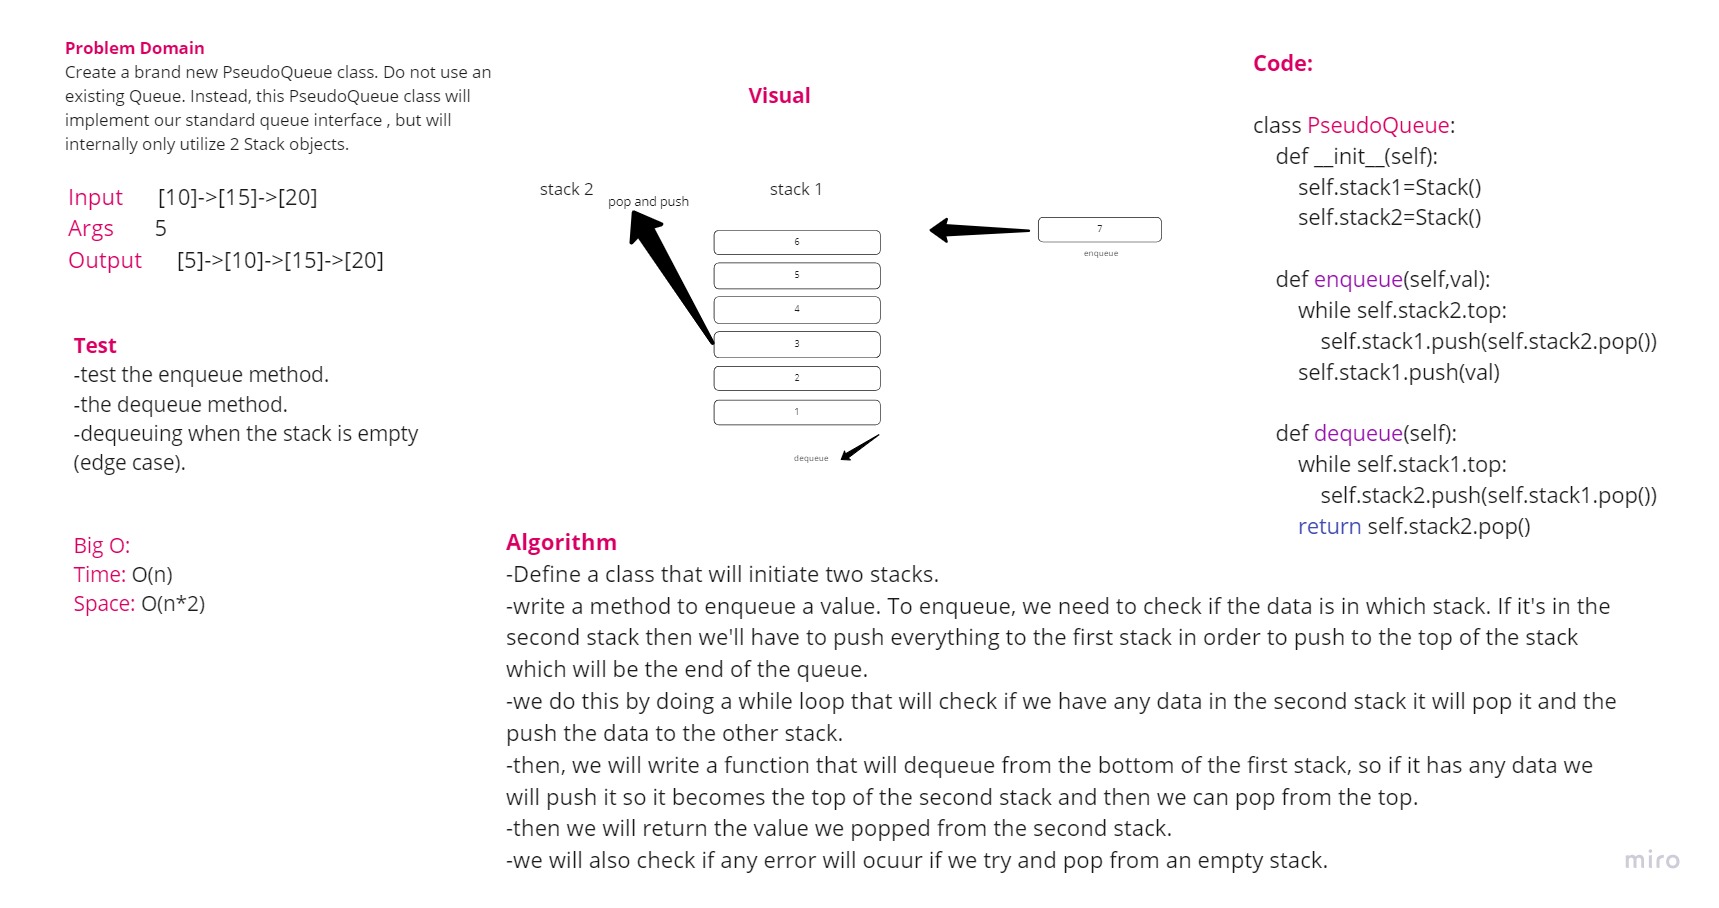 Problem Domain
Create a brand new PseudoQueue class. Do not use an
existing Queue. Instead, this PseudoQueue class will
implement our standard queue interface , but will
internally only utilize 2 Stack objects.
Input [10]->[15]->[20]
Args 5
Output [5]->[10]->[15]->[20]
Test
-test the enqueue method.
-the dequeue method.
-dequeuing when the stack is empty
(edge case).
Big O:
Time: O(n)
Space: O(n*2)
Visual
stack 2
pop and push
stack 1
6
5
4
3
2
1
dequeue
7
enqueue
Code:
class PseudoQueue:
def __init__(self):
self.stack1=Stack()
self.stack2=Stack()
def enqueue(self,val):
while self.stack2.top:
self.stack1.push(self.stack2.pop())
self.stack1.push(val)
def dequeue(self):
while self.stack1.top:
self.stack2.push(self.stack1.pop())
return self.stack2.pop()
Algorithm
-Define a class that will initiate two stacks.
-write a method to enqueue a value. To enqueue, we need to check if the data is in which stack. If it's in the
second stack then we'll have to push everything to the first stack in order to push to the top of the stack
which will be the end of the queue.
-we do this by doing a while loop that will check if we have any data in the second stack it will pop it and the
push the data to the other stack.
-then, we will write a function that will dequeue from the bottom of the first stack, so if it has any data we
will push it so it becomes the top of the second stack and then we can pop from the top.
-then we will return the value we popped from the second stack.
-we will also check if any error will ocuur if we try and pop from an empty stack.
miro